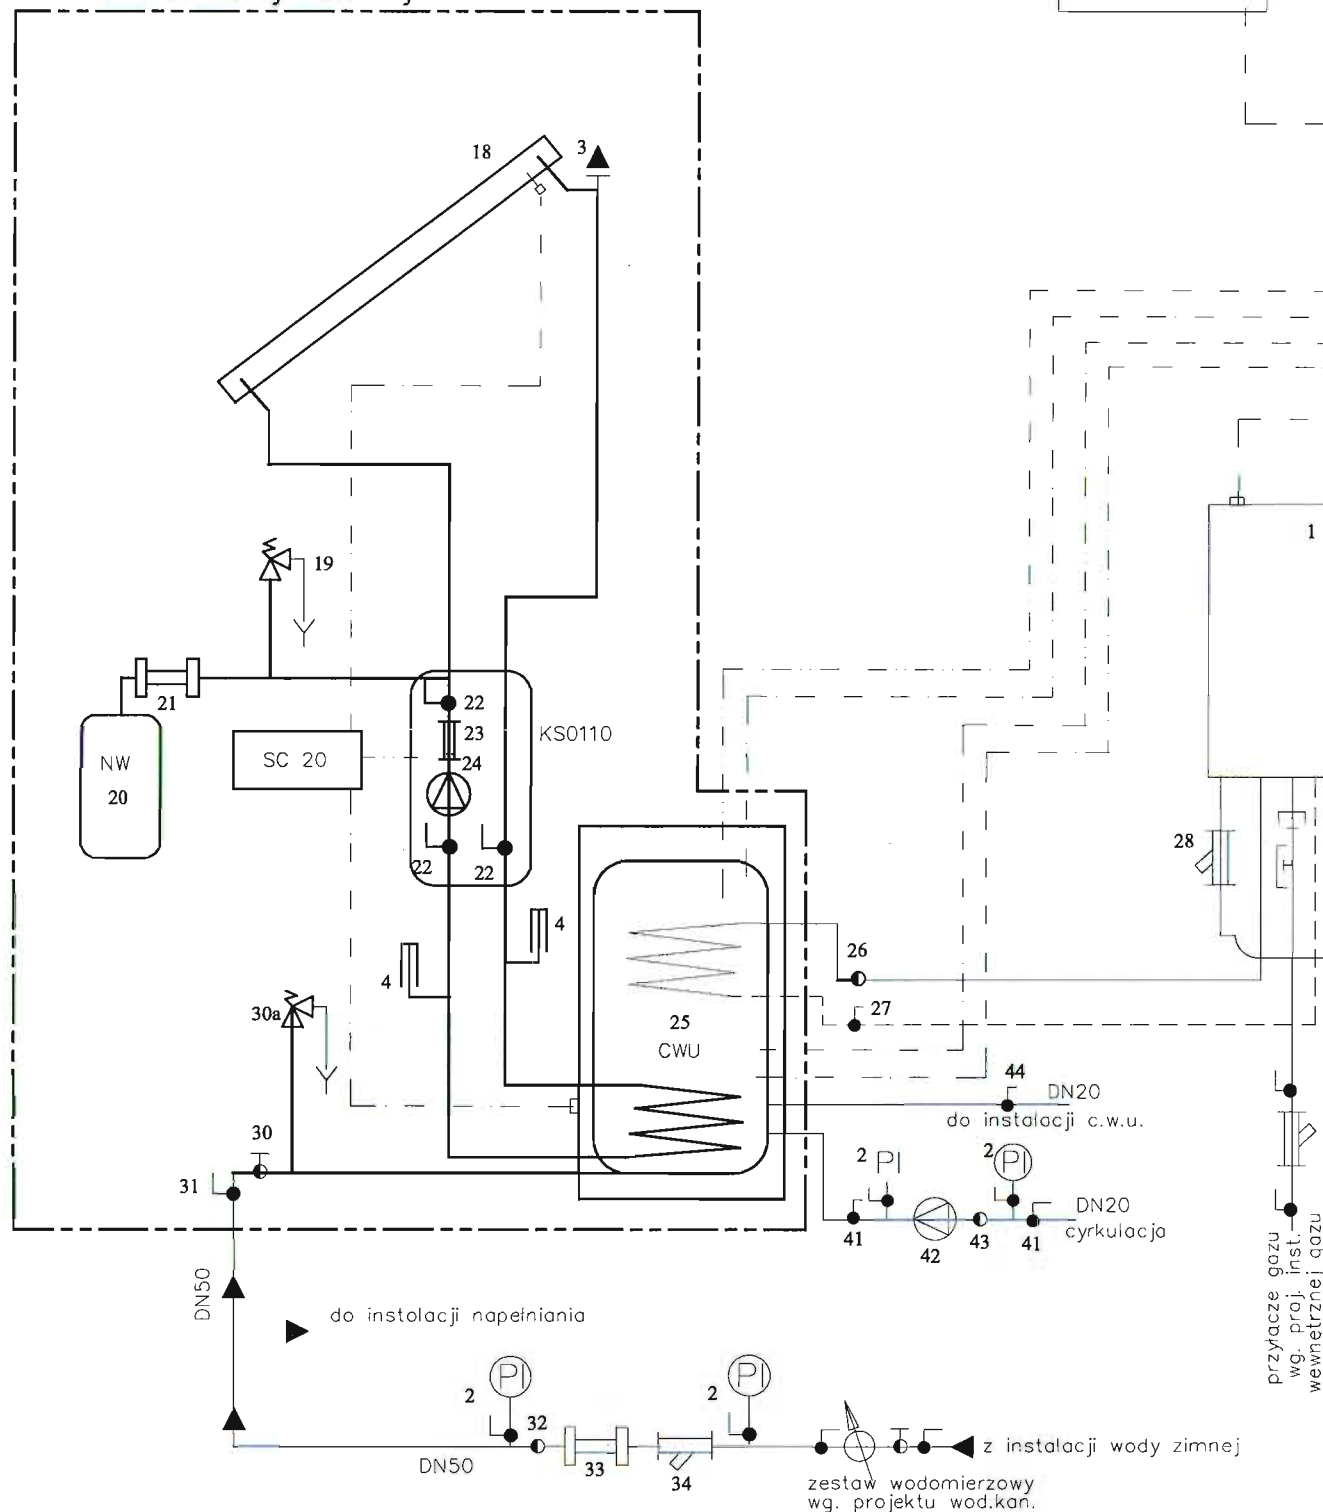 18
3
1
19
21
22
23
KS0110
24
NW
20
SC 20
22
22
28
4
4
26
27
25
CWU
30a
44
DN20
do instalacji c.w.u.
30
31
2
PI
2
PI
DN20
cyrkulacja
41
42
43
41
DN50
do instolacji napełniania
przyłacze gazu
wg. proj. inst.
wewnetrznej gazu
PI
2
32
PI
2
DN50
33
34
z instalacji wody zimnej
zestaw wodomierzowy
wg. projektu wod.kan.